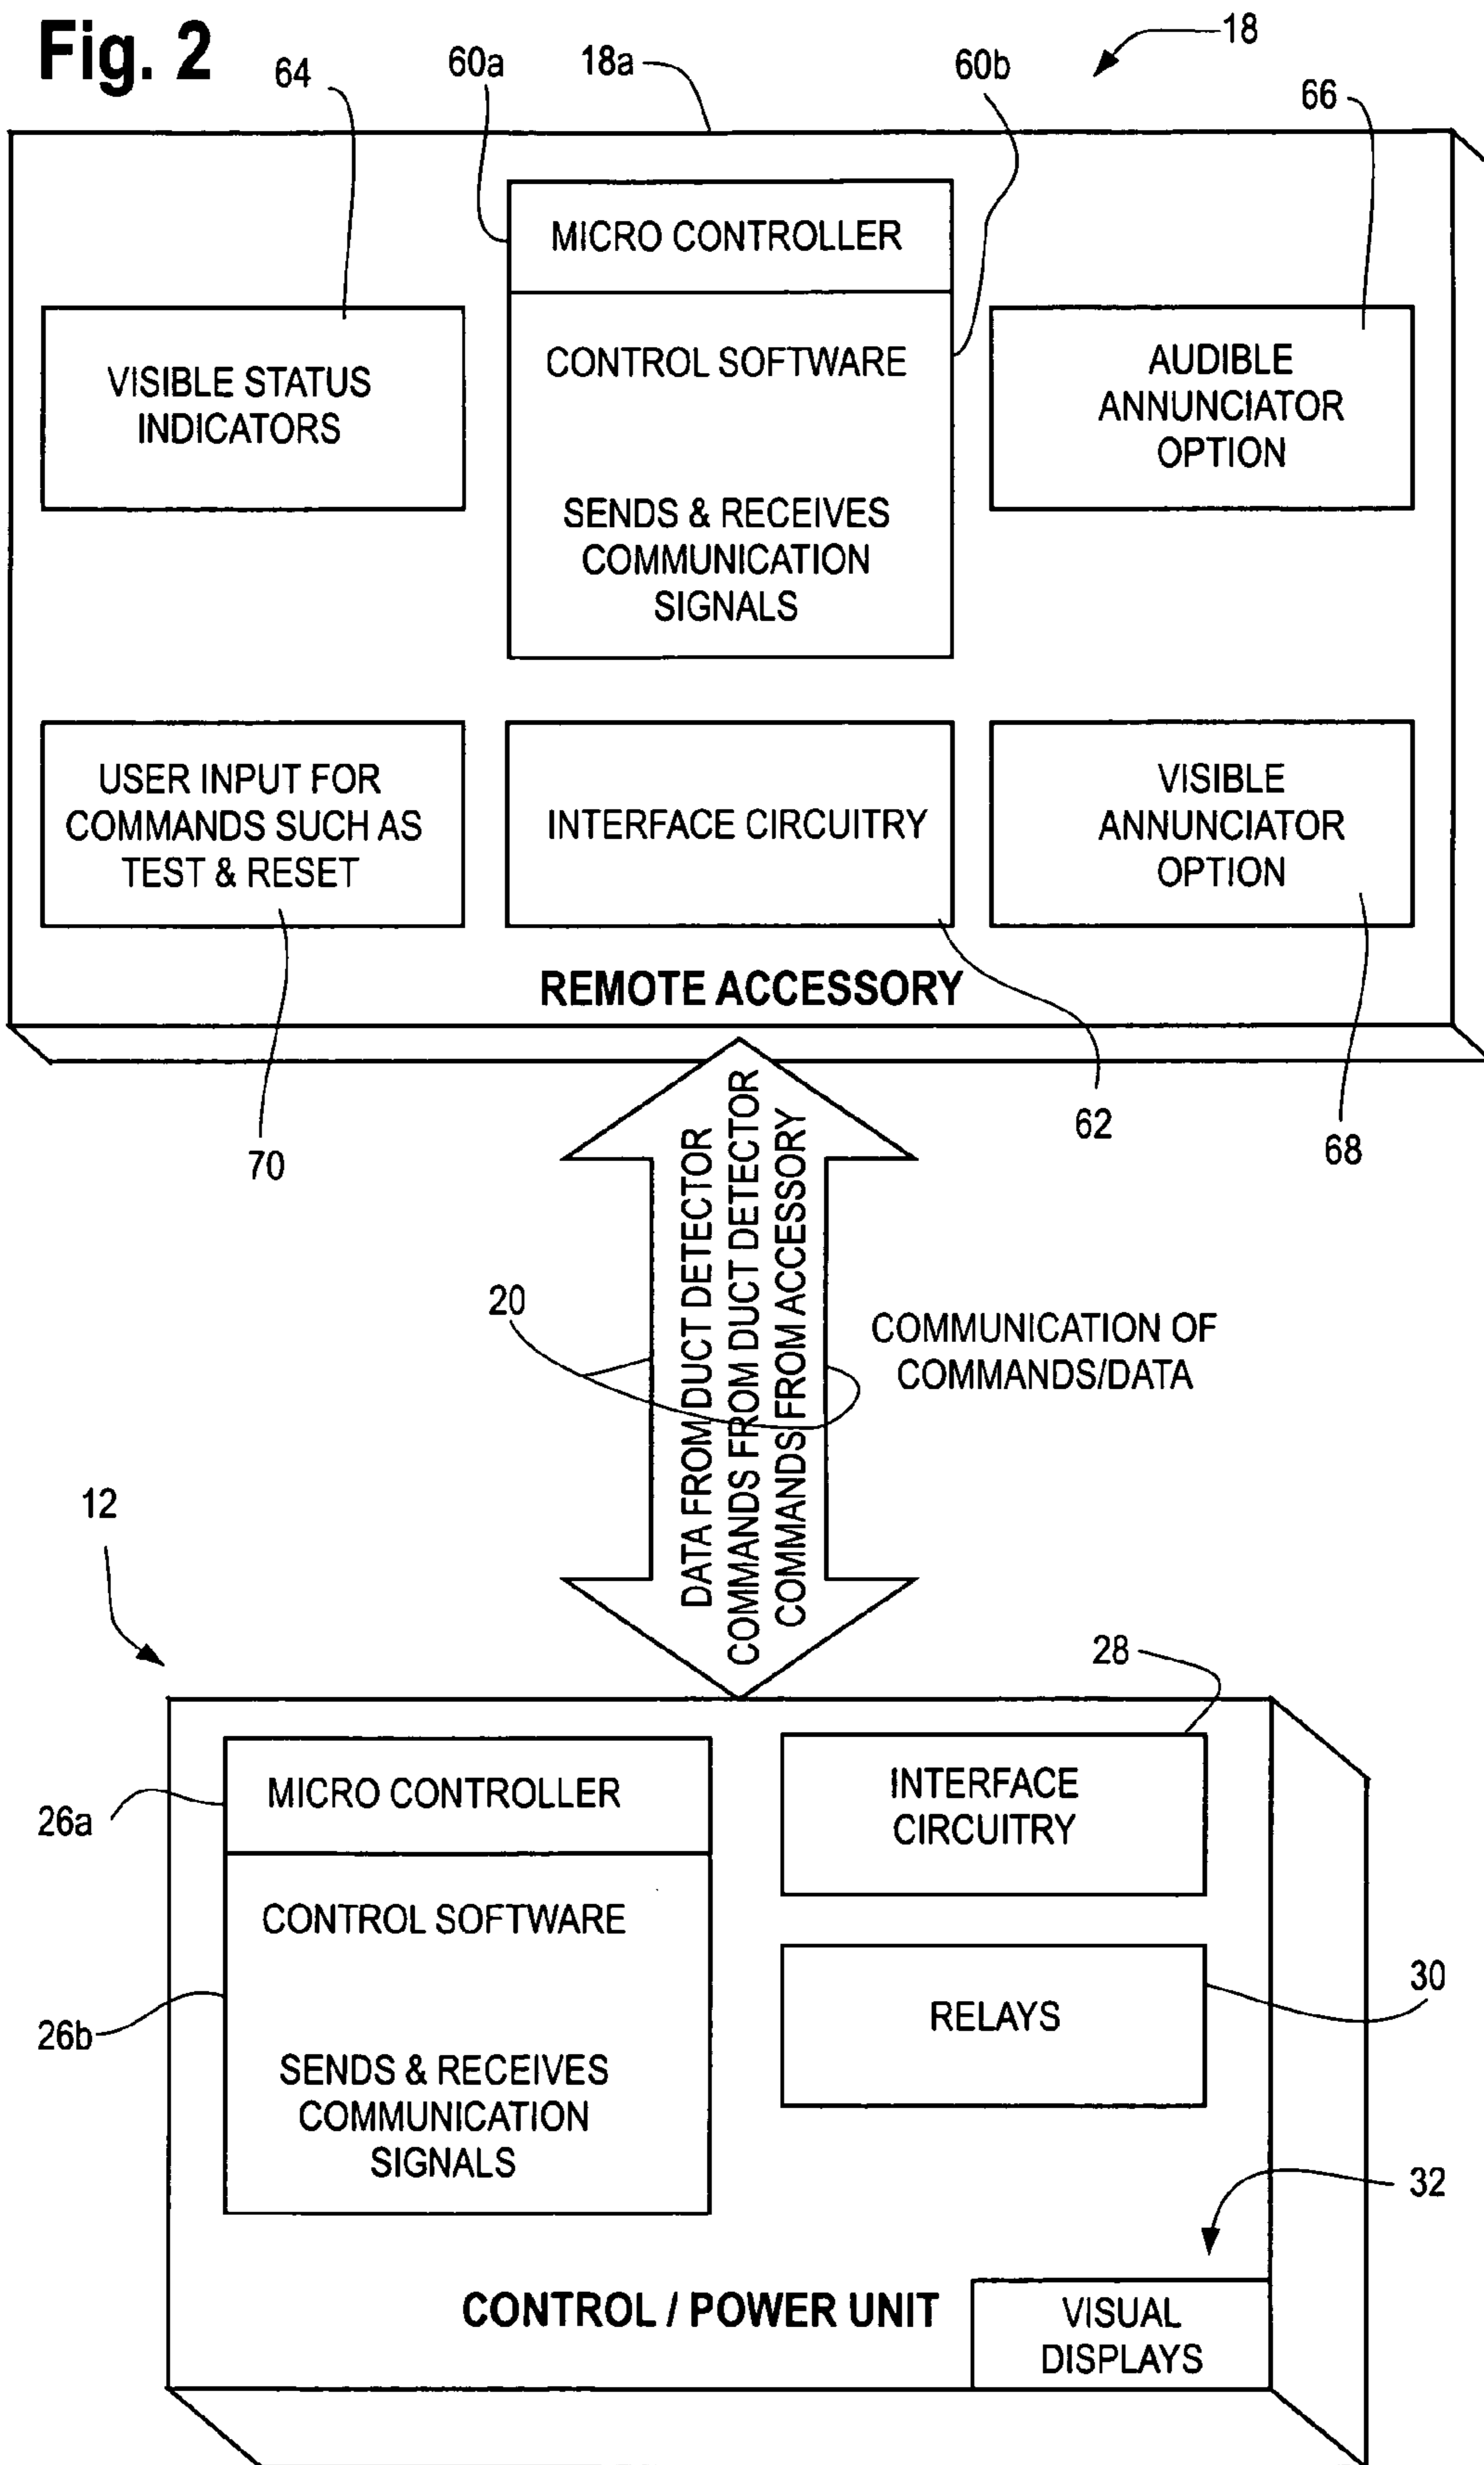 Fig. 2
64
60a
18a
60b
18
66
MICRO CONTROLLER
CONTROL SOFTWARE
SENDS & RECEIVES
COMMUNICATION
SIGNALS
VISIBLE STATUS
INDICATORS
AUDIBLE
ANNUNCIATOR
OPTION
USER INPUT FOR
COMMANDS SUCH AS
TEST & RESET
INTERFACE CIRCUITRY
VISIBLE
ANNUNCIATOR
OPTION
REMOTE ACCESSORY
70
62
68
DATA FROM DUCT DETECTOR
COMMANDS FROM DUCT DETECTOR
COMMANDS FROM ACCESSORY
20
COMMUNICATION OF
COMMANDS/DATA
12
28
MICRO CONTROLLER
26a
CONTROL SOFTWARE
26b
SENDS & RECEIVES
COMMUNICATION
SIGNALS
INTERFACE
CIRCUITRY
RELAYS
30
32
CONTROL / POWER UNIT
VISUAL
DISPLAYS